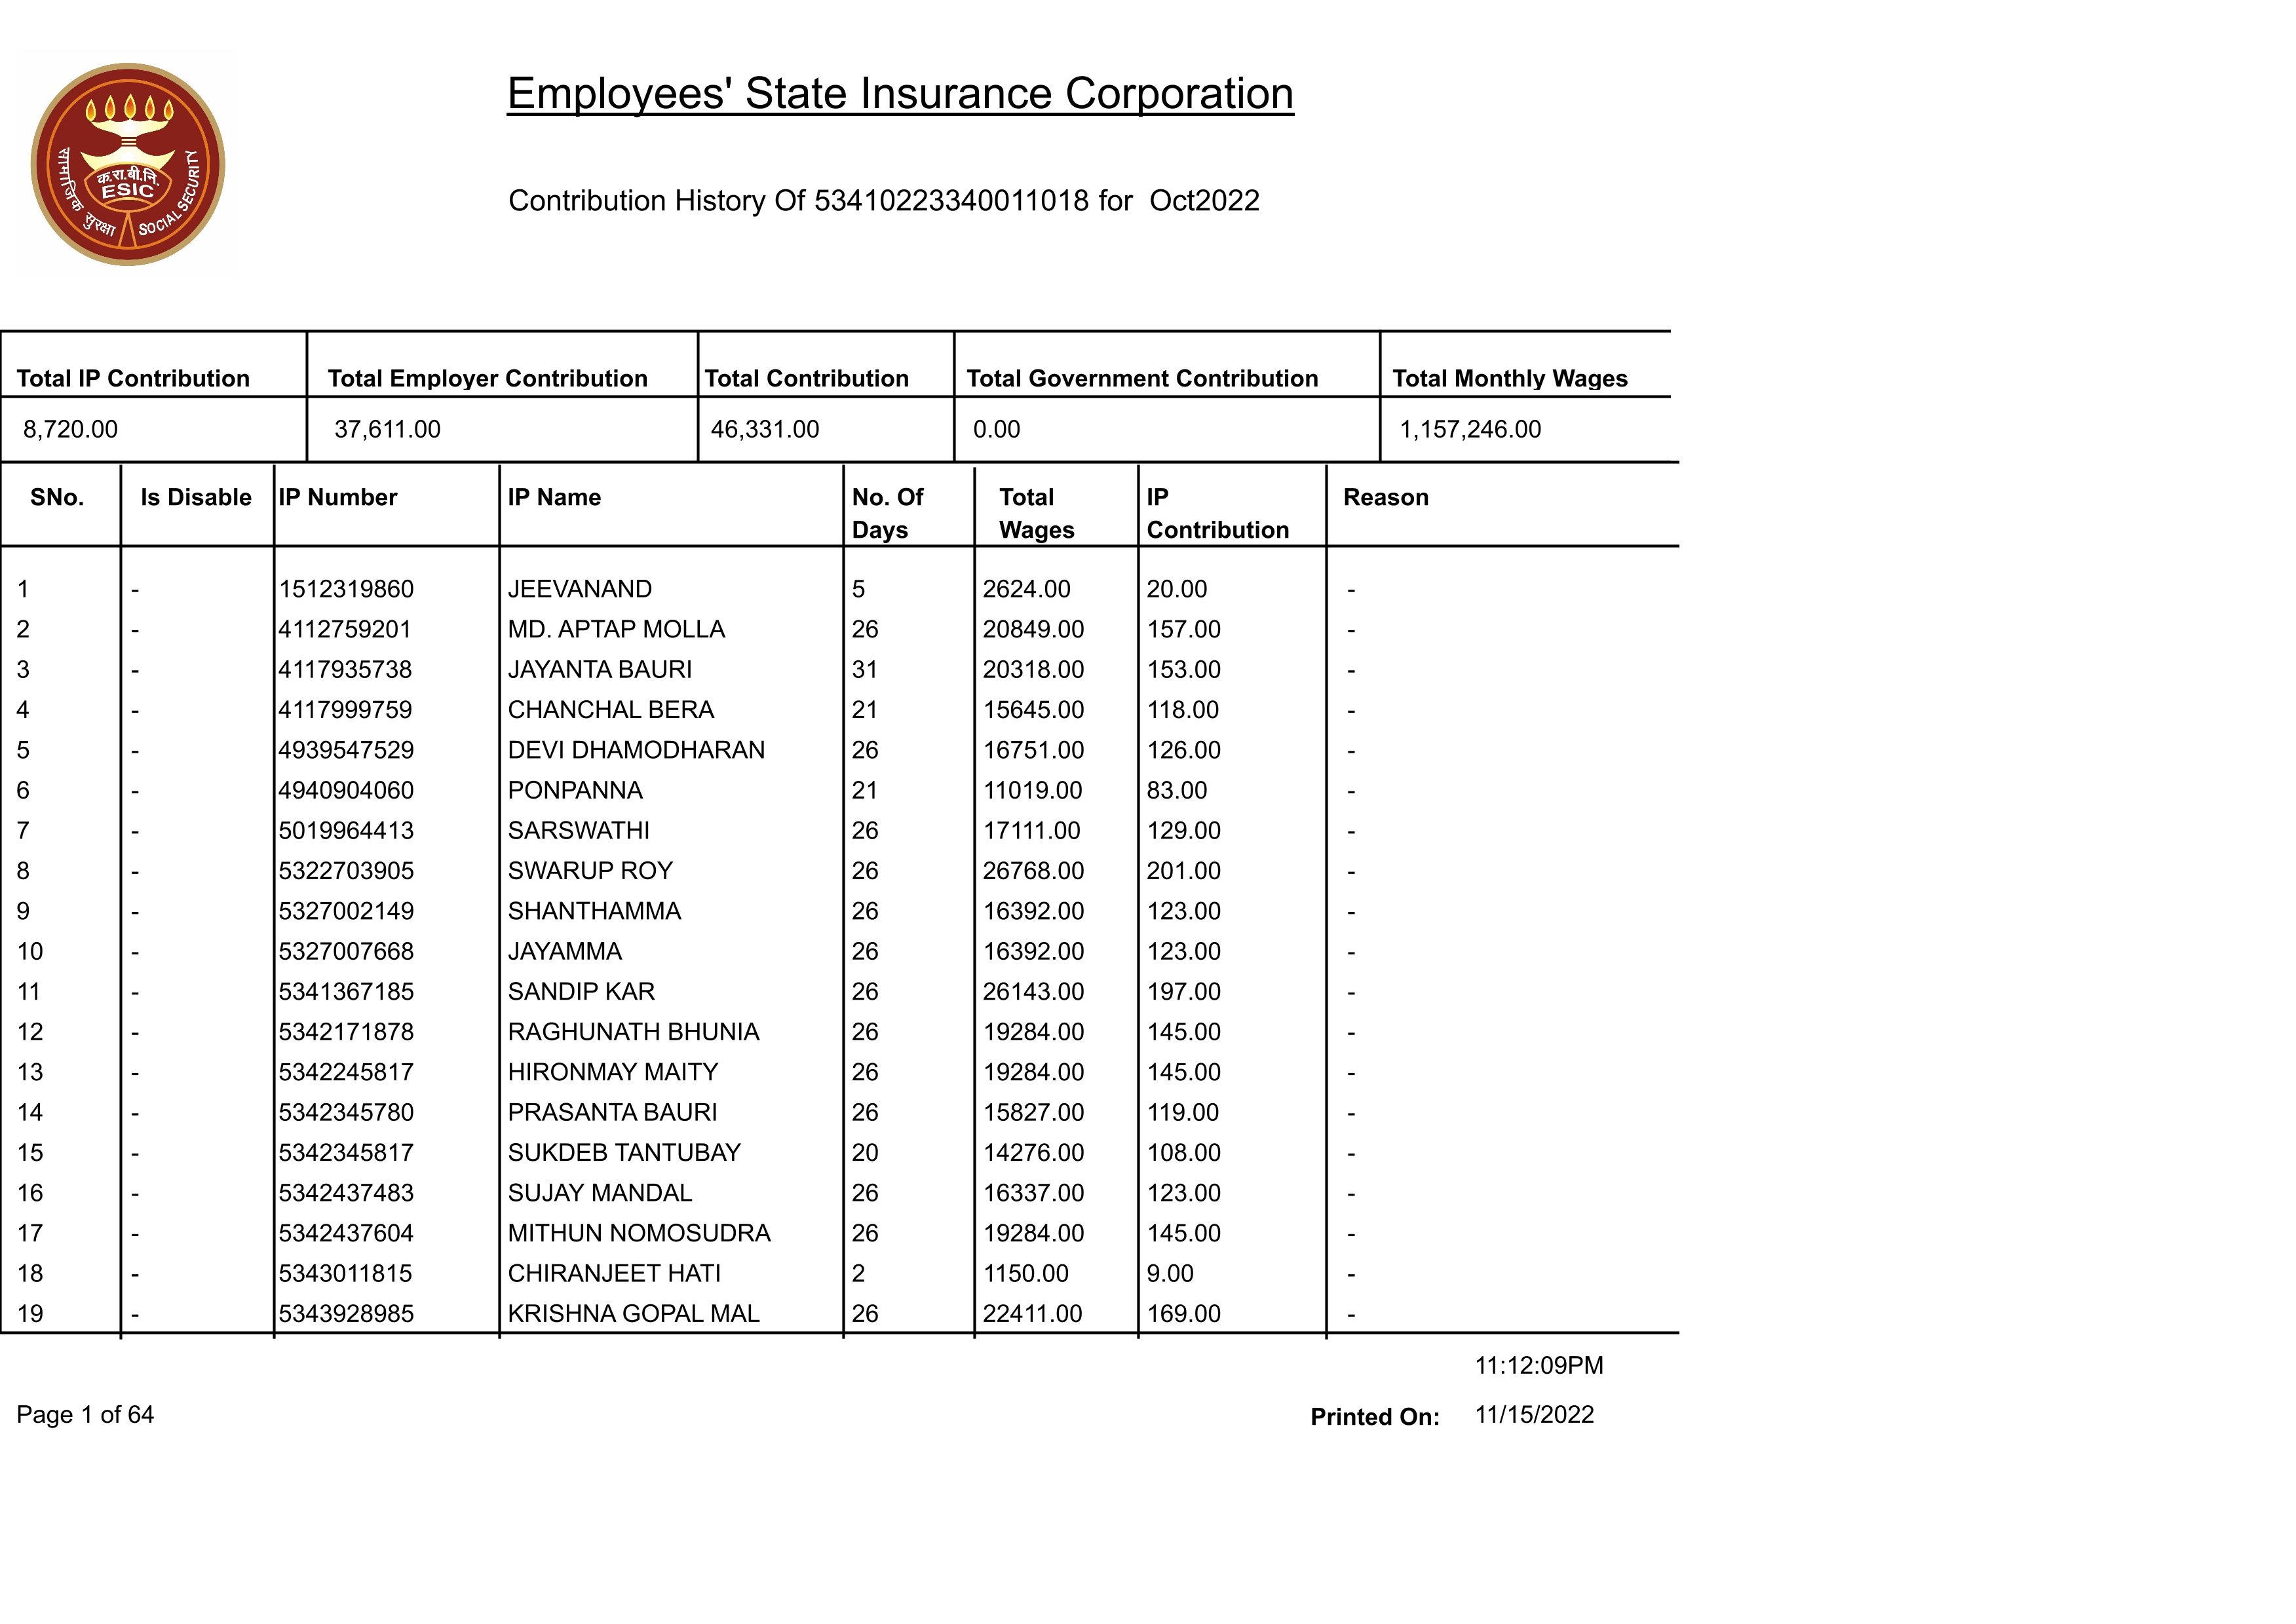 सामाजिक सुरक्षा
क.रा.बी.नि.
ESIC
SOCIAL SECURITY
Employees' State Insurance Corporation
Contribution History Of 53410223340011018 for Oct2022
Total IP Contribution Total Employer Contribution Total Contribution Total Government Contribution Total Monthly Wages
8,720.00 37,611.00 46,331.00 0.00 1,157,246.00
SNo. Is Disable IP Number IP Name No. Of Days Total Wages IP Contribution Reason
1 - 1512319860 JEEVANAND 5 2624.00 20.00 -
2 - 4112759201 MD. APTAP MOLLA 26 20849.00 157.00 -
3 - 4117935738 JAYANTA BAURI 31 20318.00 153.00 -
4 - 4117999759 CHANCHAL BERA 21 15645.00 118.00 -
5 - 4939547529 DEVI DHAMODHARAN 26 16751.00 126.00 -
6 - 4940904060 PONPANNA 21 11019.00 83.00 -
7 - 5019964413 SARSWATHI 26 17111.00 129.00 -
8 - 5322703905 SWARUP ROY 26 26768.00 201.00 -
9 - 5327002149 SHANTHAMMA 26 16392.00 123.00 -
10 - 5327007668 JAYAMMA 26 16392.00 123.00 -
11 - 5341367185 SANDIP KAR 26 26143.00 197.00 -
12 - 5342171878 RAGHUNATH BHUNIA 26 19284.00 145.00 -
13 - 5342245817 HIRONMAY MAITY 26 19284.00 145.00 -
14 - 5342345780 PRASANTA BAURI 26 15827.00 119.00 -
15 - 5342345817 SUKDEB TANTUBAY 20 14276.00 108.00 -
16 - 5342437483 SUJAY MANDAL 26 16337.00 123.00 -
17 - 5342437604 MITHUN NOMOSUDRA 26 19284.00 145.00 -
18 - 5343011815 CHIRANJEET HATI 2 1150.00 9.00 -
19 - 5343928985 KRISHNA GOPAL MAL 26 22411.00 169.00 -
11:12:09PM
Page 1 of 64 Printed On: 11/15/2022